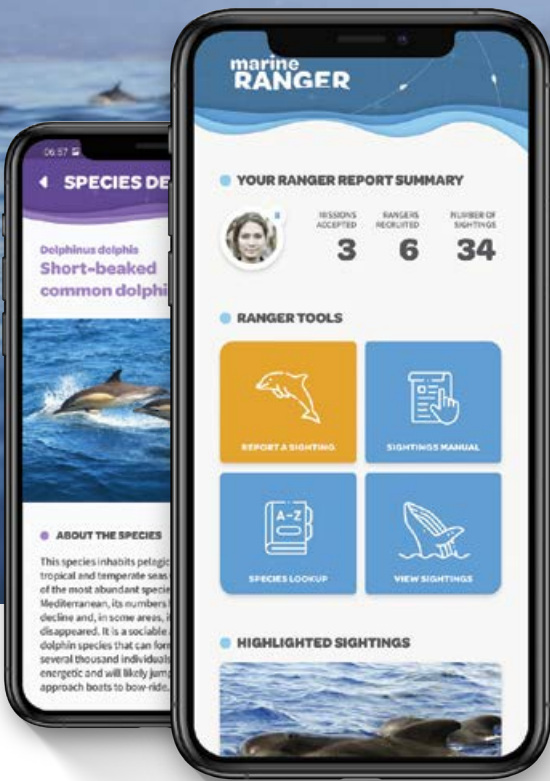 06:57
SPECIES DE
Delphinus delphis
Short-beaked
common dolphi
ABOUT THE SPECIES
This species inhabits pelagic
tropical and temperate seas
of the most abundant specie
Mediterranean, its numbers
decline and, in some areas, i
disappeared. It is a sociable
dolphin species that can for
several thousand individuals
energetic and will likely jum
approach boats to bow-ride.
marine
RANGER
YOUR RANGER REPORT SUMMARY
MISSIONS ACCEPTED
3
RANGERS RECRUITED
6
NUMBER OF SIGHTINGS
34
RANGER TOOLS
REPORT A SIGHTING
SIGHTINGS MANUAL
A-Z
SPECIES LOOKUP
VIEW SIGHTINGS
HIGHLIGHTED SIGHTINGS